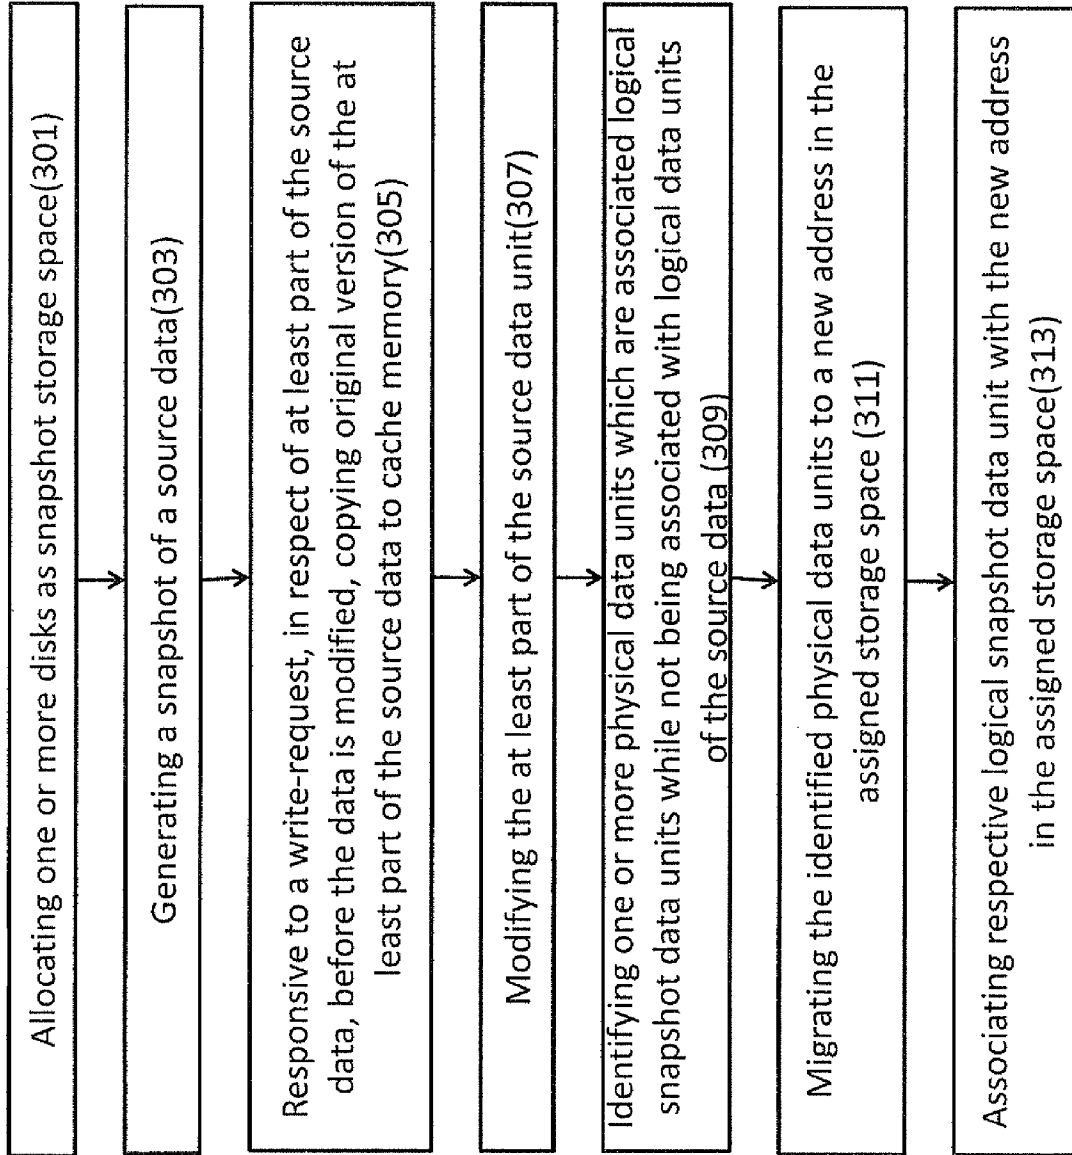 Allocating one or more disks as snapshot storage space(301)
Generating a snapshot of a source data(303)
Responsive to a write-request, in respect of at least part of the source
data, before the data is modified, copying original version of the at
least part of the source data to cache memory(305)
Modifying the at least part of the source data unit(307)
Identifying one or more physical data units which are associated logical
snapshot data units while not being associated with logical data units
of the source data (309)
Migrating the identified physical data units to a new address in the
assigned storage space (311)
Associating respective logical snapshot data unit with the new address
in the assigned storage space(313)